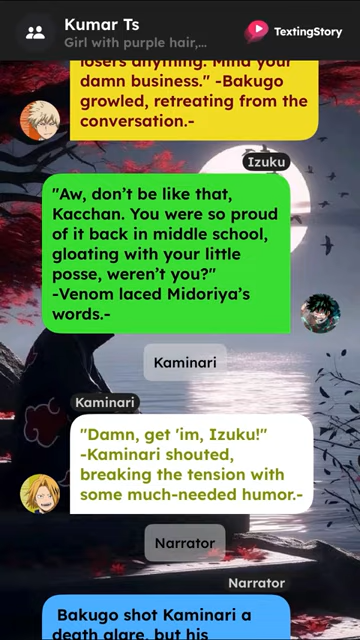 Kumar Ts
Girl with purple hair,...
TextingStory
losers anything. Mind your
damn business." -Bakugo
growled, retreating from the
conversation.-
Izuku
"Aw, don't be like that,
Kacchan. You were so proud
of it back in middle school,
gloating with your little
posse, weren't you?"
-Venom laced Midoriya's
words.-
Kaminari
Kaminari
"Damn, get 'im, Izuku!"
-Kaminari shouted,
breaking the tension with
some much-needed humor.-
Narrator
Narrator
Bakugo shot Kaminari a
death glare, but his